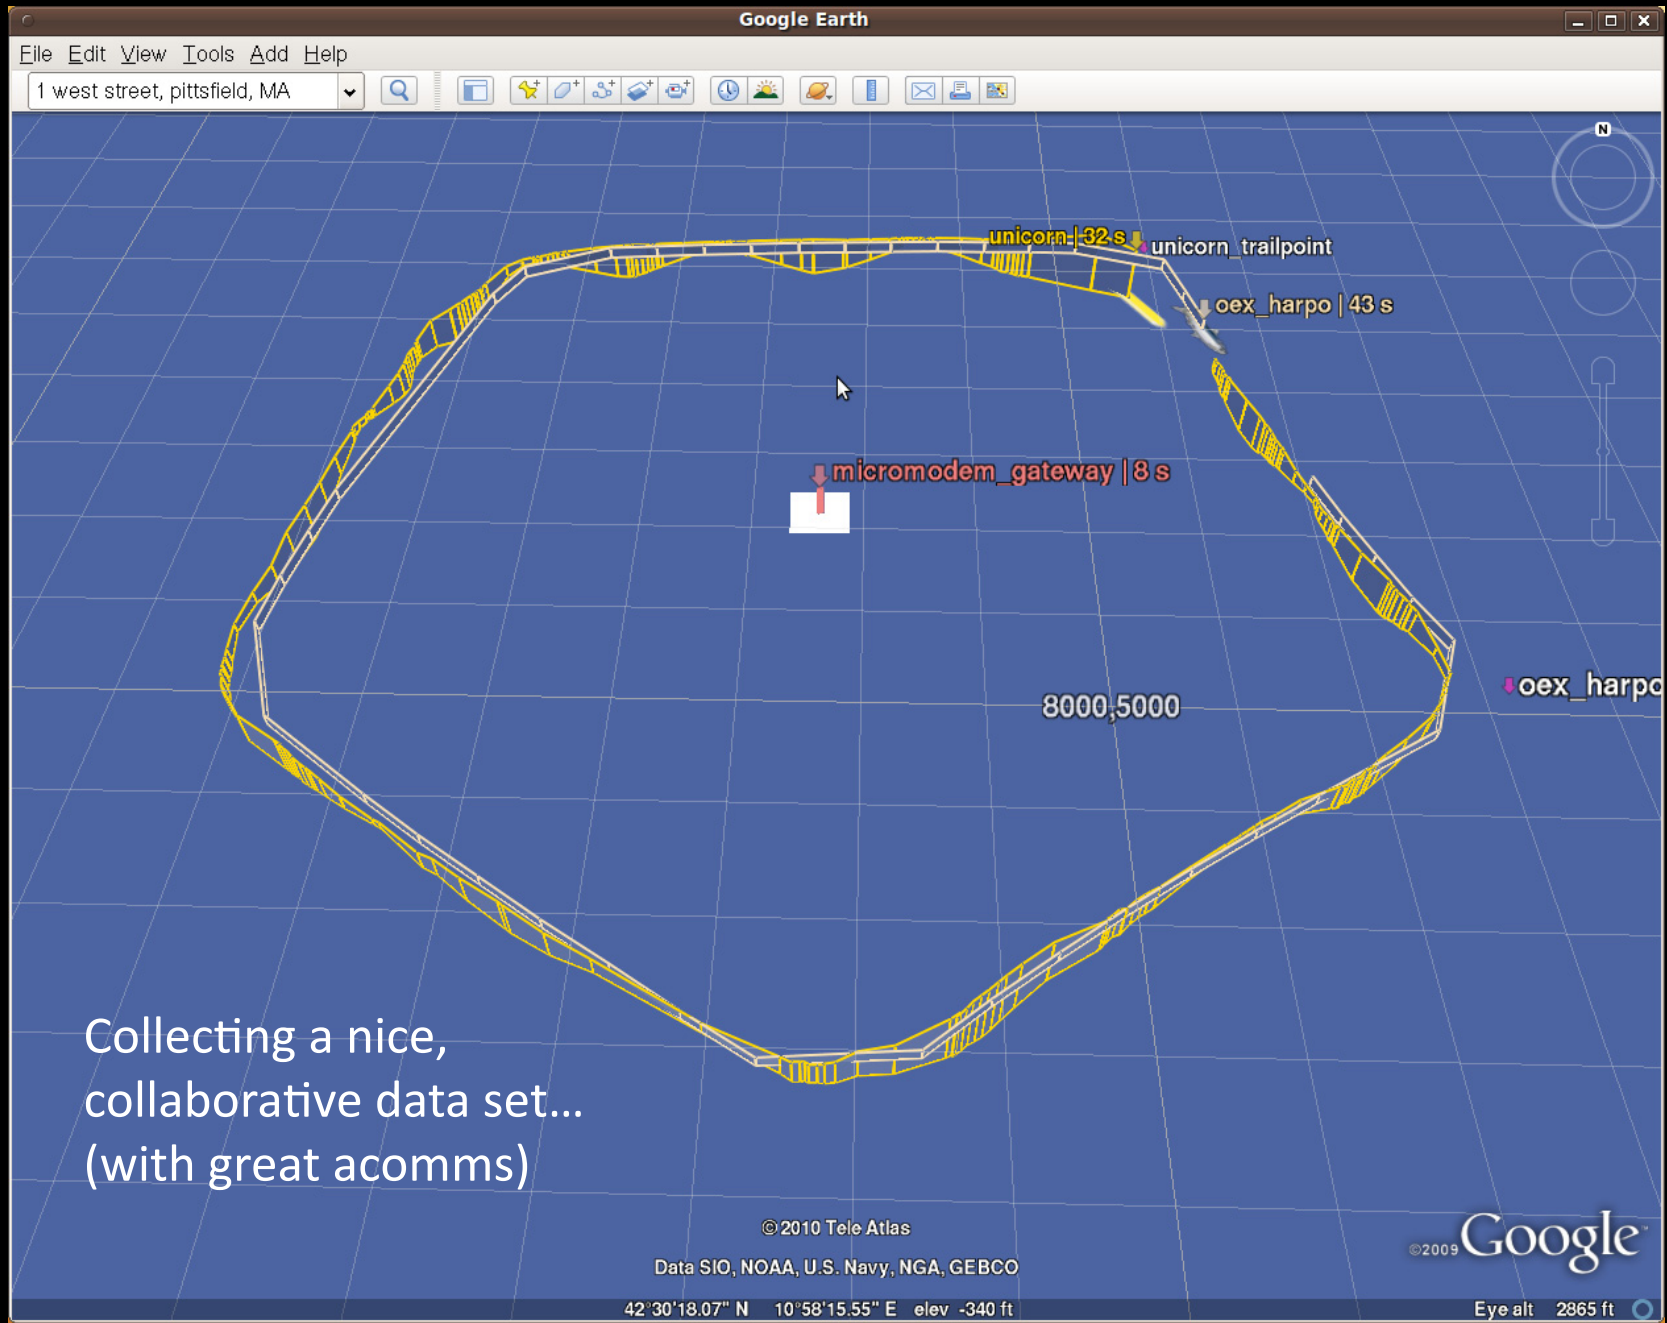 Google Earth
File Edit View Tools Add Help
1 west street, pittsfield, MA
N
unicorn | 32 s
unicorn_trailpoint
oex_harpo | 43 s
micromodem_gateway | 8 s
oex_harpo
8000,5000
Collecting a nice,
collaborative data set...
(with great acomms)
©2010 Tele Atlas
Data SIO, NOAA, U.S. Navy, NGA, GEBCO
©2009 Google
42°30'18.07" N 10°58'15.55" E elev -340 ft
Eye alt 2865 ft